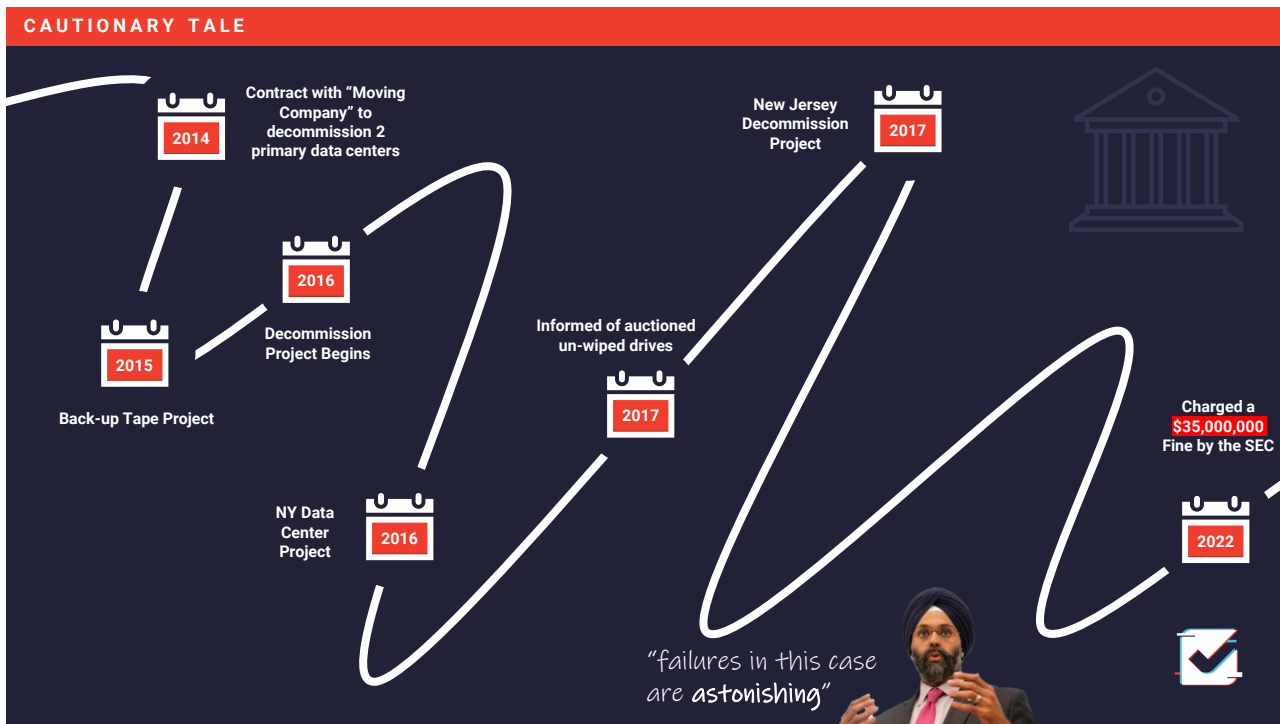 CAUTIONARY TALE
2014
Contract with “Moving
Company” to
decommission 2
primary data centers
2015
Back-up Tape Project
2016
Decommission
Project Begins
2016
NY Data
Center
Project
Informed of auctioned
un-wiped drives
2017
New Jersey
Decommission
Project
2017
Charged a
$35,000,000
Fine by the SEC
2022
“failures in this case
are astonishing”